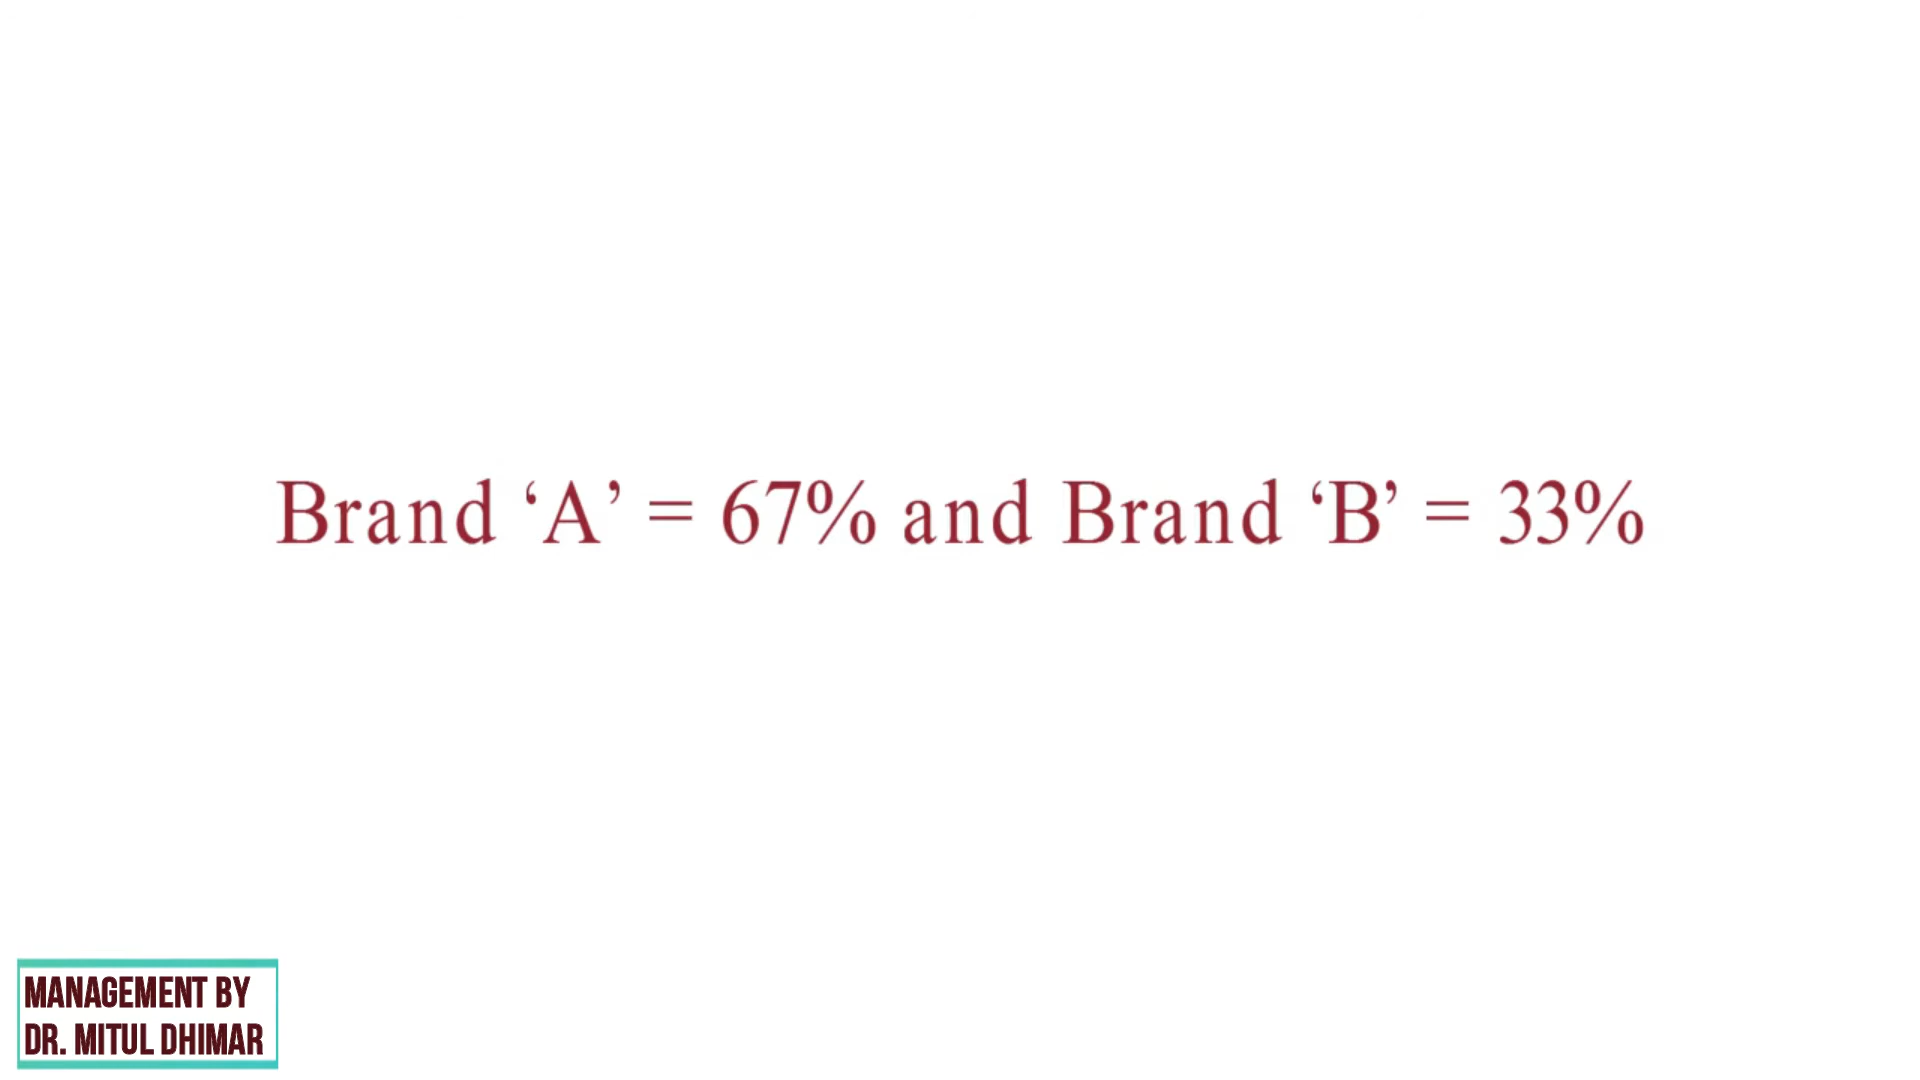 Brand ‘A’ = 67% and Brand ‘B’ = 33%
MANAGEMENT BY
DR. MITUL DHIMAR